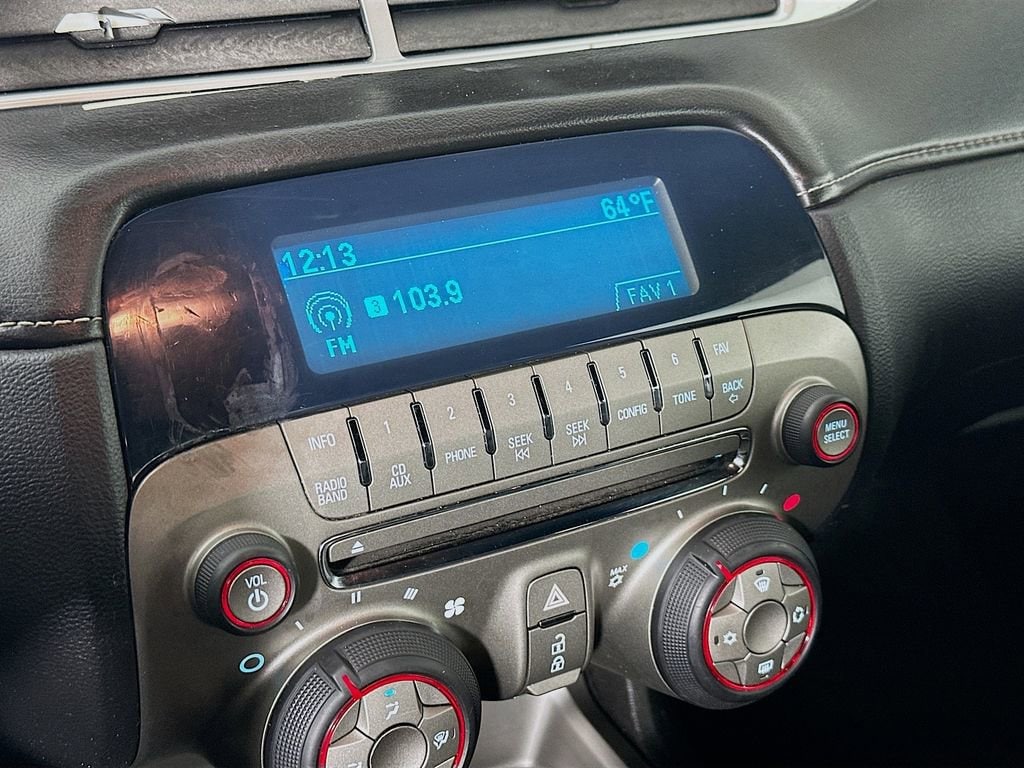 12:13 64°F
3 103.9
FM FAV 1
INFO 1 2 3 4 5 6 FAV
RADIO BAND CD AUX PHONE SEEK SEEK CONFIG TONE BACK
MENU SELECT
VOL
MAX